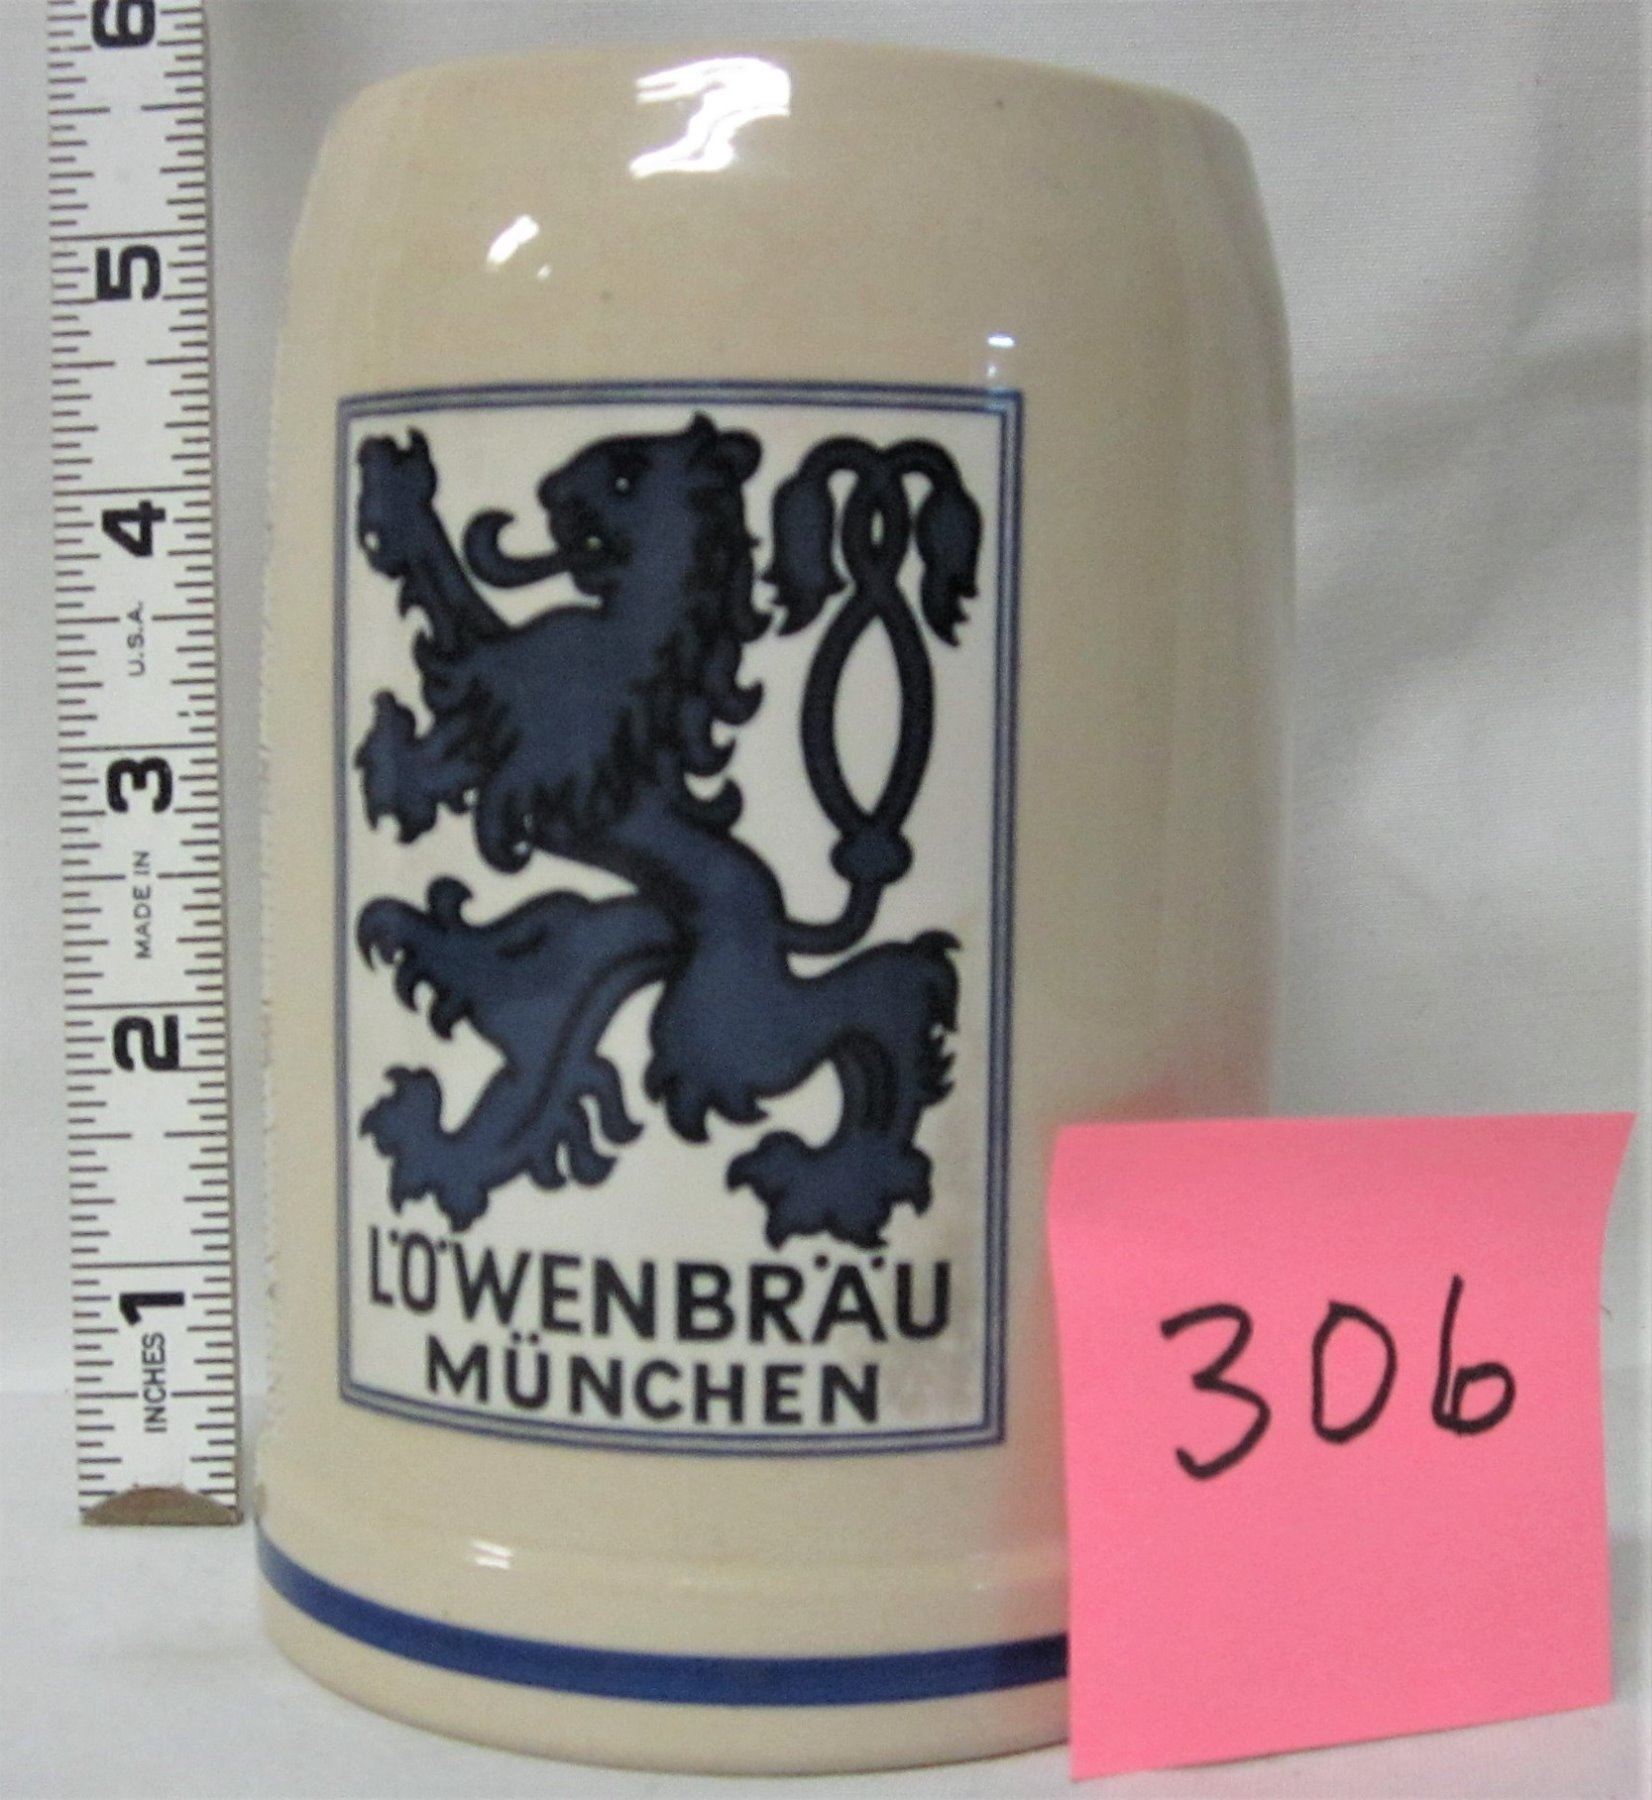 6
5
4
U.S.A.
3
MADE IN
2
1
INCHES
LÖWENBRÄU
MÜNCHEN
306